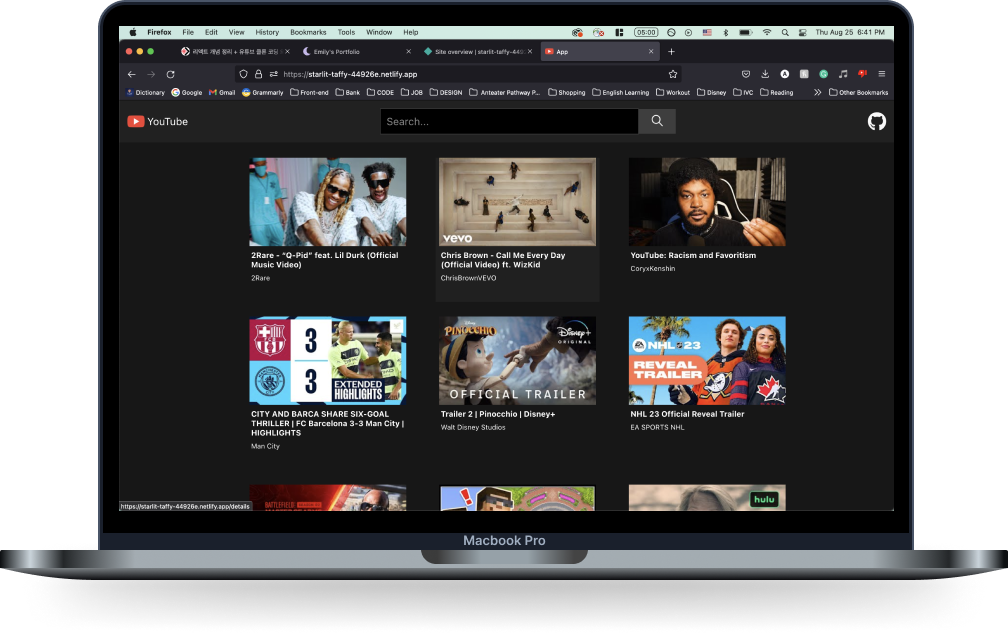 Firefox File Edit View History Bookmarks Tools Window Help 05:00 Thu Aug 25 6:41 PM
리액트 개념 정리 + 유튜브 클론 코딩 Emily's Portfolio Site overview | starlit-taffy-449 App
https://starlit-taffy-44926e.netlify.app
Dictionary Google Gmail Grammarly Front-end Bank CODE JOB DESIGN Anteater Pathway P... Shopping English Learning Workout Disney IVC Reading Other Bookmarks
YouTube Search...
vevo
2Rare - “Q-Pid” feat. Lil Durk (Official
Music Video)
2Rare
Chris Brown - Call Me Every Day
(Official Video) ft. WizKid
ChrisBrownVEVO
YouTube: Racism and Favoritism
CoryxKenshin
3
3
EXTENDED
HIGHLIGHTS
Disney
PINOCCHIO
Disney+
ORIGINAL
OFFICIAL TRAILER
EA SPORTS
NHL 23
REVEAL
TRAILER
CITY AND BARCA SHARE SIX-GOAL
THRILLER | FC Barcelona 3-3 Man City |
HIGHLIGHTS
Man City
Trailer 2 | Pinocchio | Disney+
Walt Disney Studios
NHL 23 Official Reveal Trailer
EA SPORTS NHL
BATTLEFIELD
hulu
https://starlit-taffy-44926e.netlify.app/details
Macbook Pro